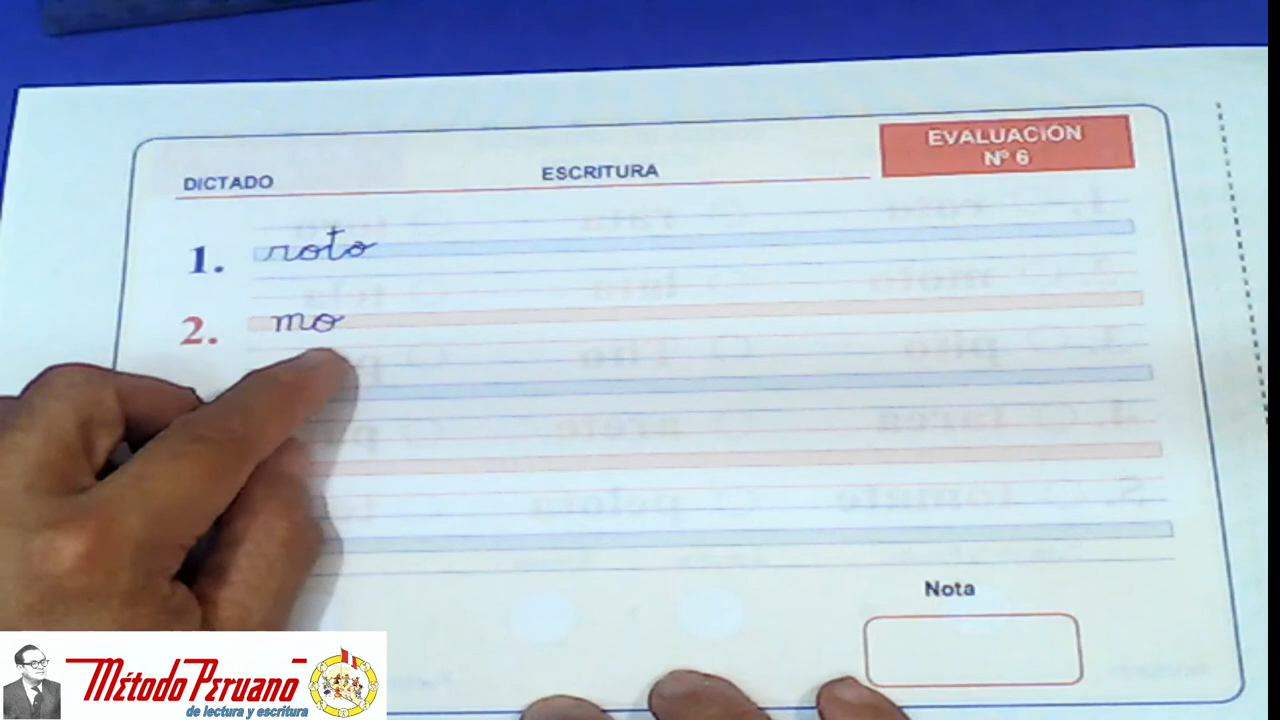 DICTADO ESCRITURA EVALUACIÓN
Nº 6
1. roto
2. mo
Nota
Método Peruano
de lectura y escritura